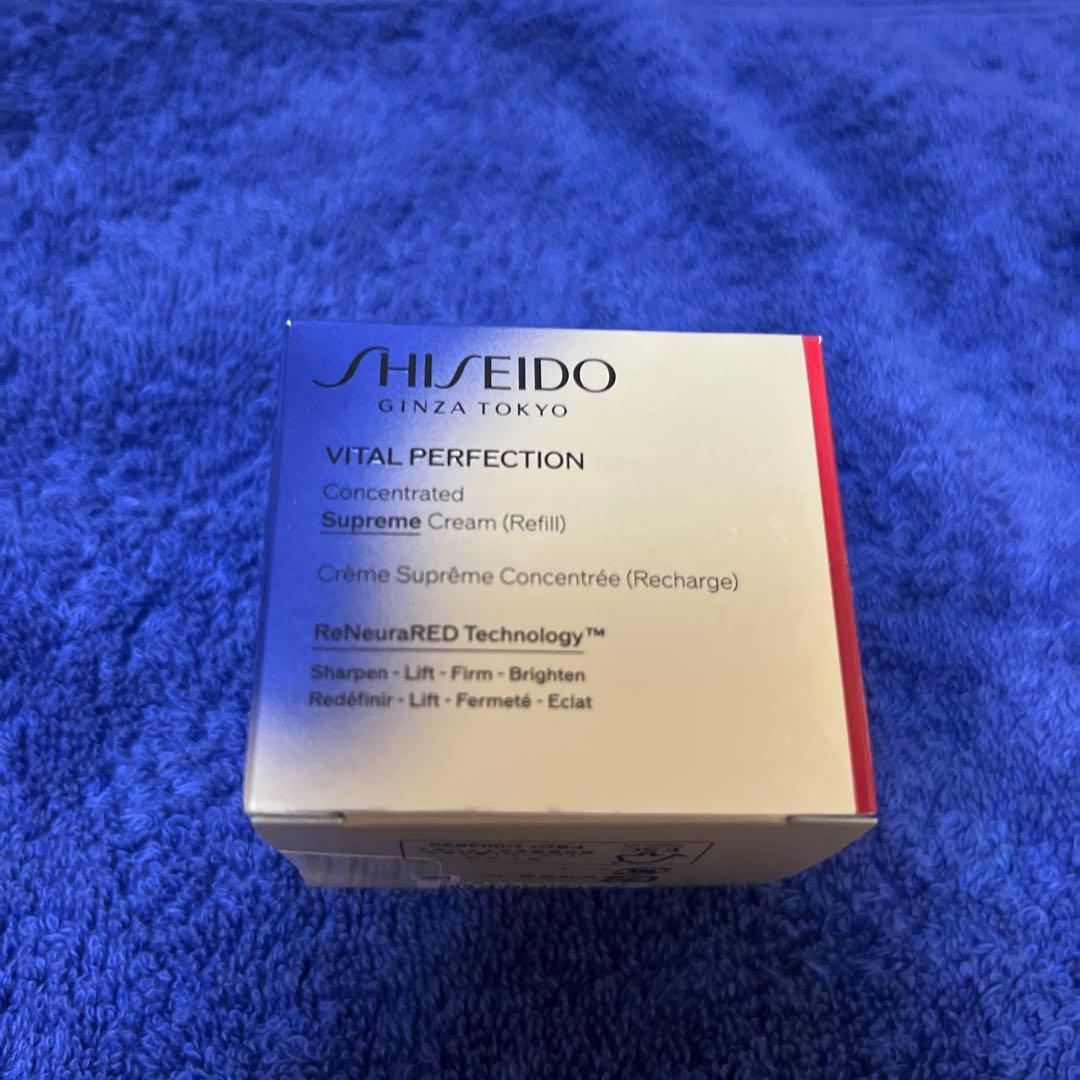 SHISEIDO
GINZA TOKYO
VITAL PERFECTION
Concentrated
Supreme Cream (Refill)
Crème Suprême Concentrée (Recharge)
ReNeuraRED Technology™
Sharpen - Lift - Firm - Brighten
Redéfinir - Lift - Fermeté - Eclat